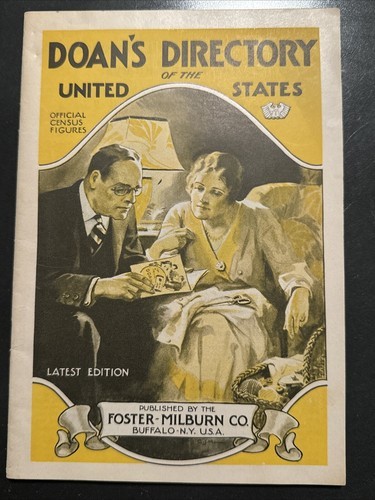 DOAN'S DIRECTORY
OF THE
UNITED STATES
OFFICIAL
CENSUS
FIGURES
LATEST EDITION
PUBLISHED BY THE
FOSTER-MILBURN CO.
BUFFALO-N.Y. U.S.A.